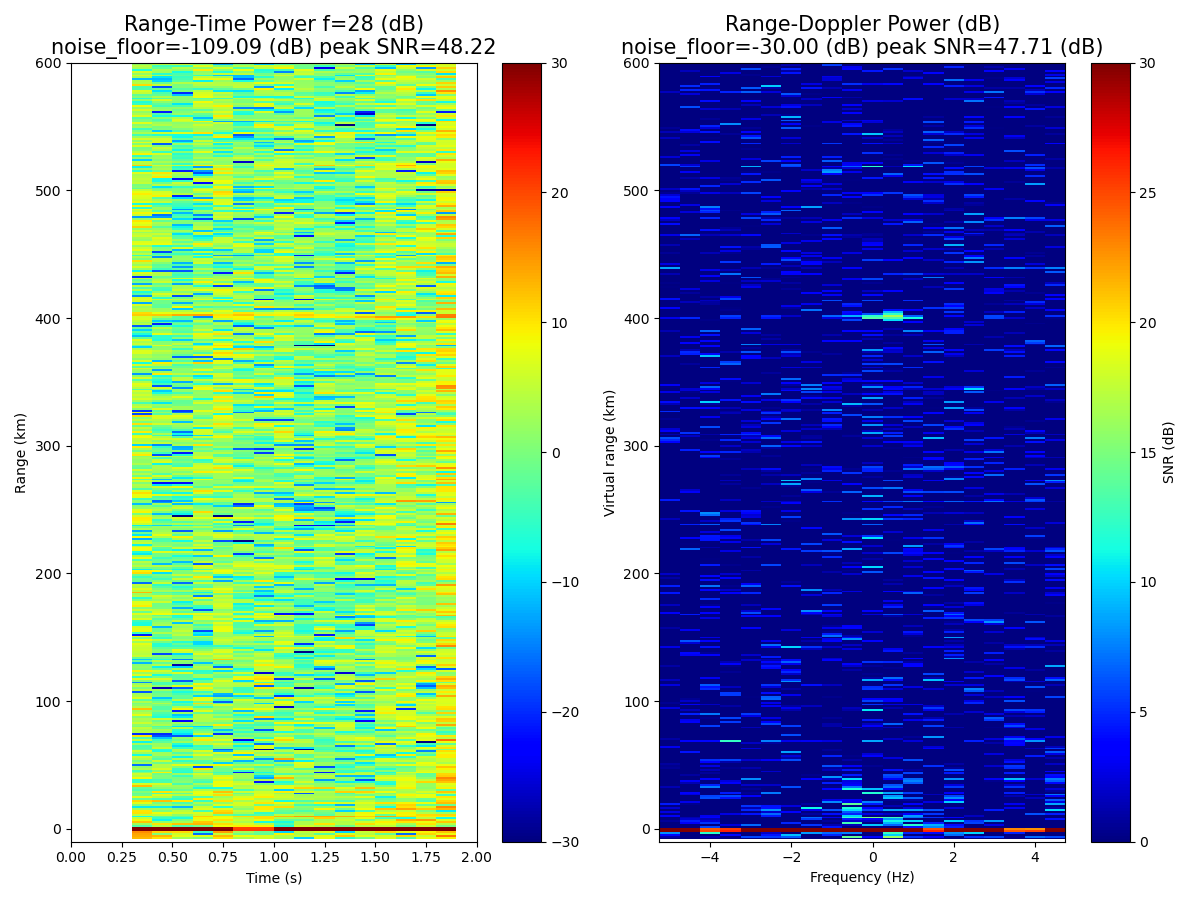 Range-Time Power f=28 (dB)
noise_floor=-109.09 (dB) peak SNR=48.22
600
500
400
300
200
100
0
Range (km)
0.00 0.25 0.50 0.75 1.00 1.25 1.50 1.75 2.00
Time (s)
30
20
10
0
−10
−20
−30
Range-Doppler Power (dB)
noise_floor=-30.00 (dB) peak SNR=47.71 (dB)
600
500
400
300
200
100
0
Virtual range (km)
−4 −2 0 2 4
Frequency (Hz)
30
25
20
15
10
5
0
SNR (dB)